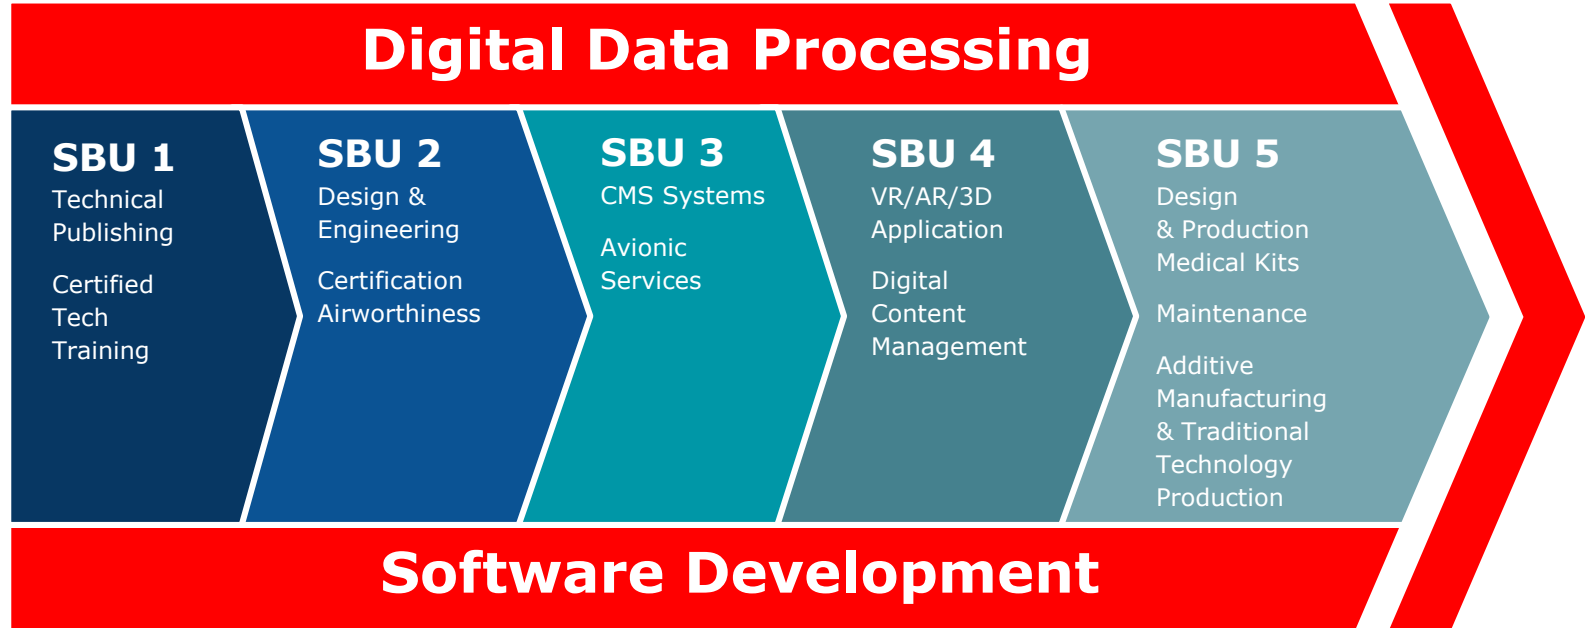 Digital Data Processing
SBU 1
Technical
Publishing
Certified
Tech
Training
SBU 2
Design &
Engineering
Certification
Airworthiness
SBU 3
CMS Systems
Avionic
Services
SBU 4
VR/AR/3D
Application
Digital
Content
Management
SBU 5
Design
& Production
Medical Kits
Maintenance
Additive
Manufacturing
& Traditional
Technology
Production
Software Development